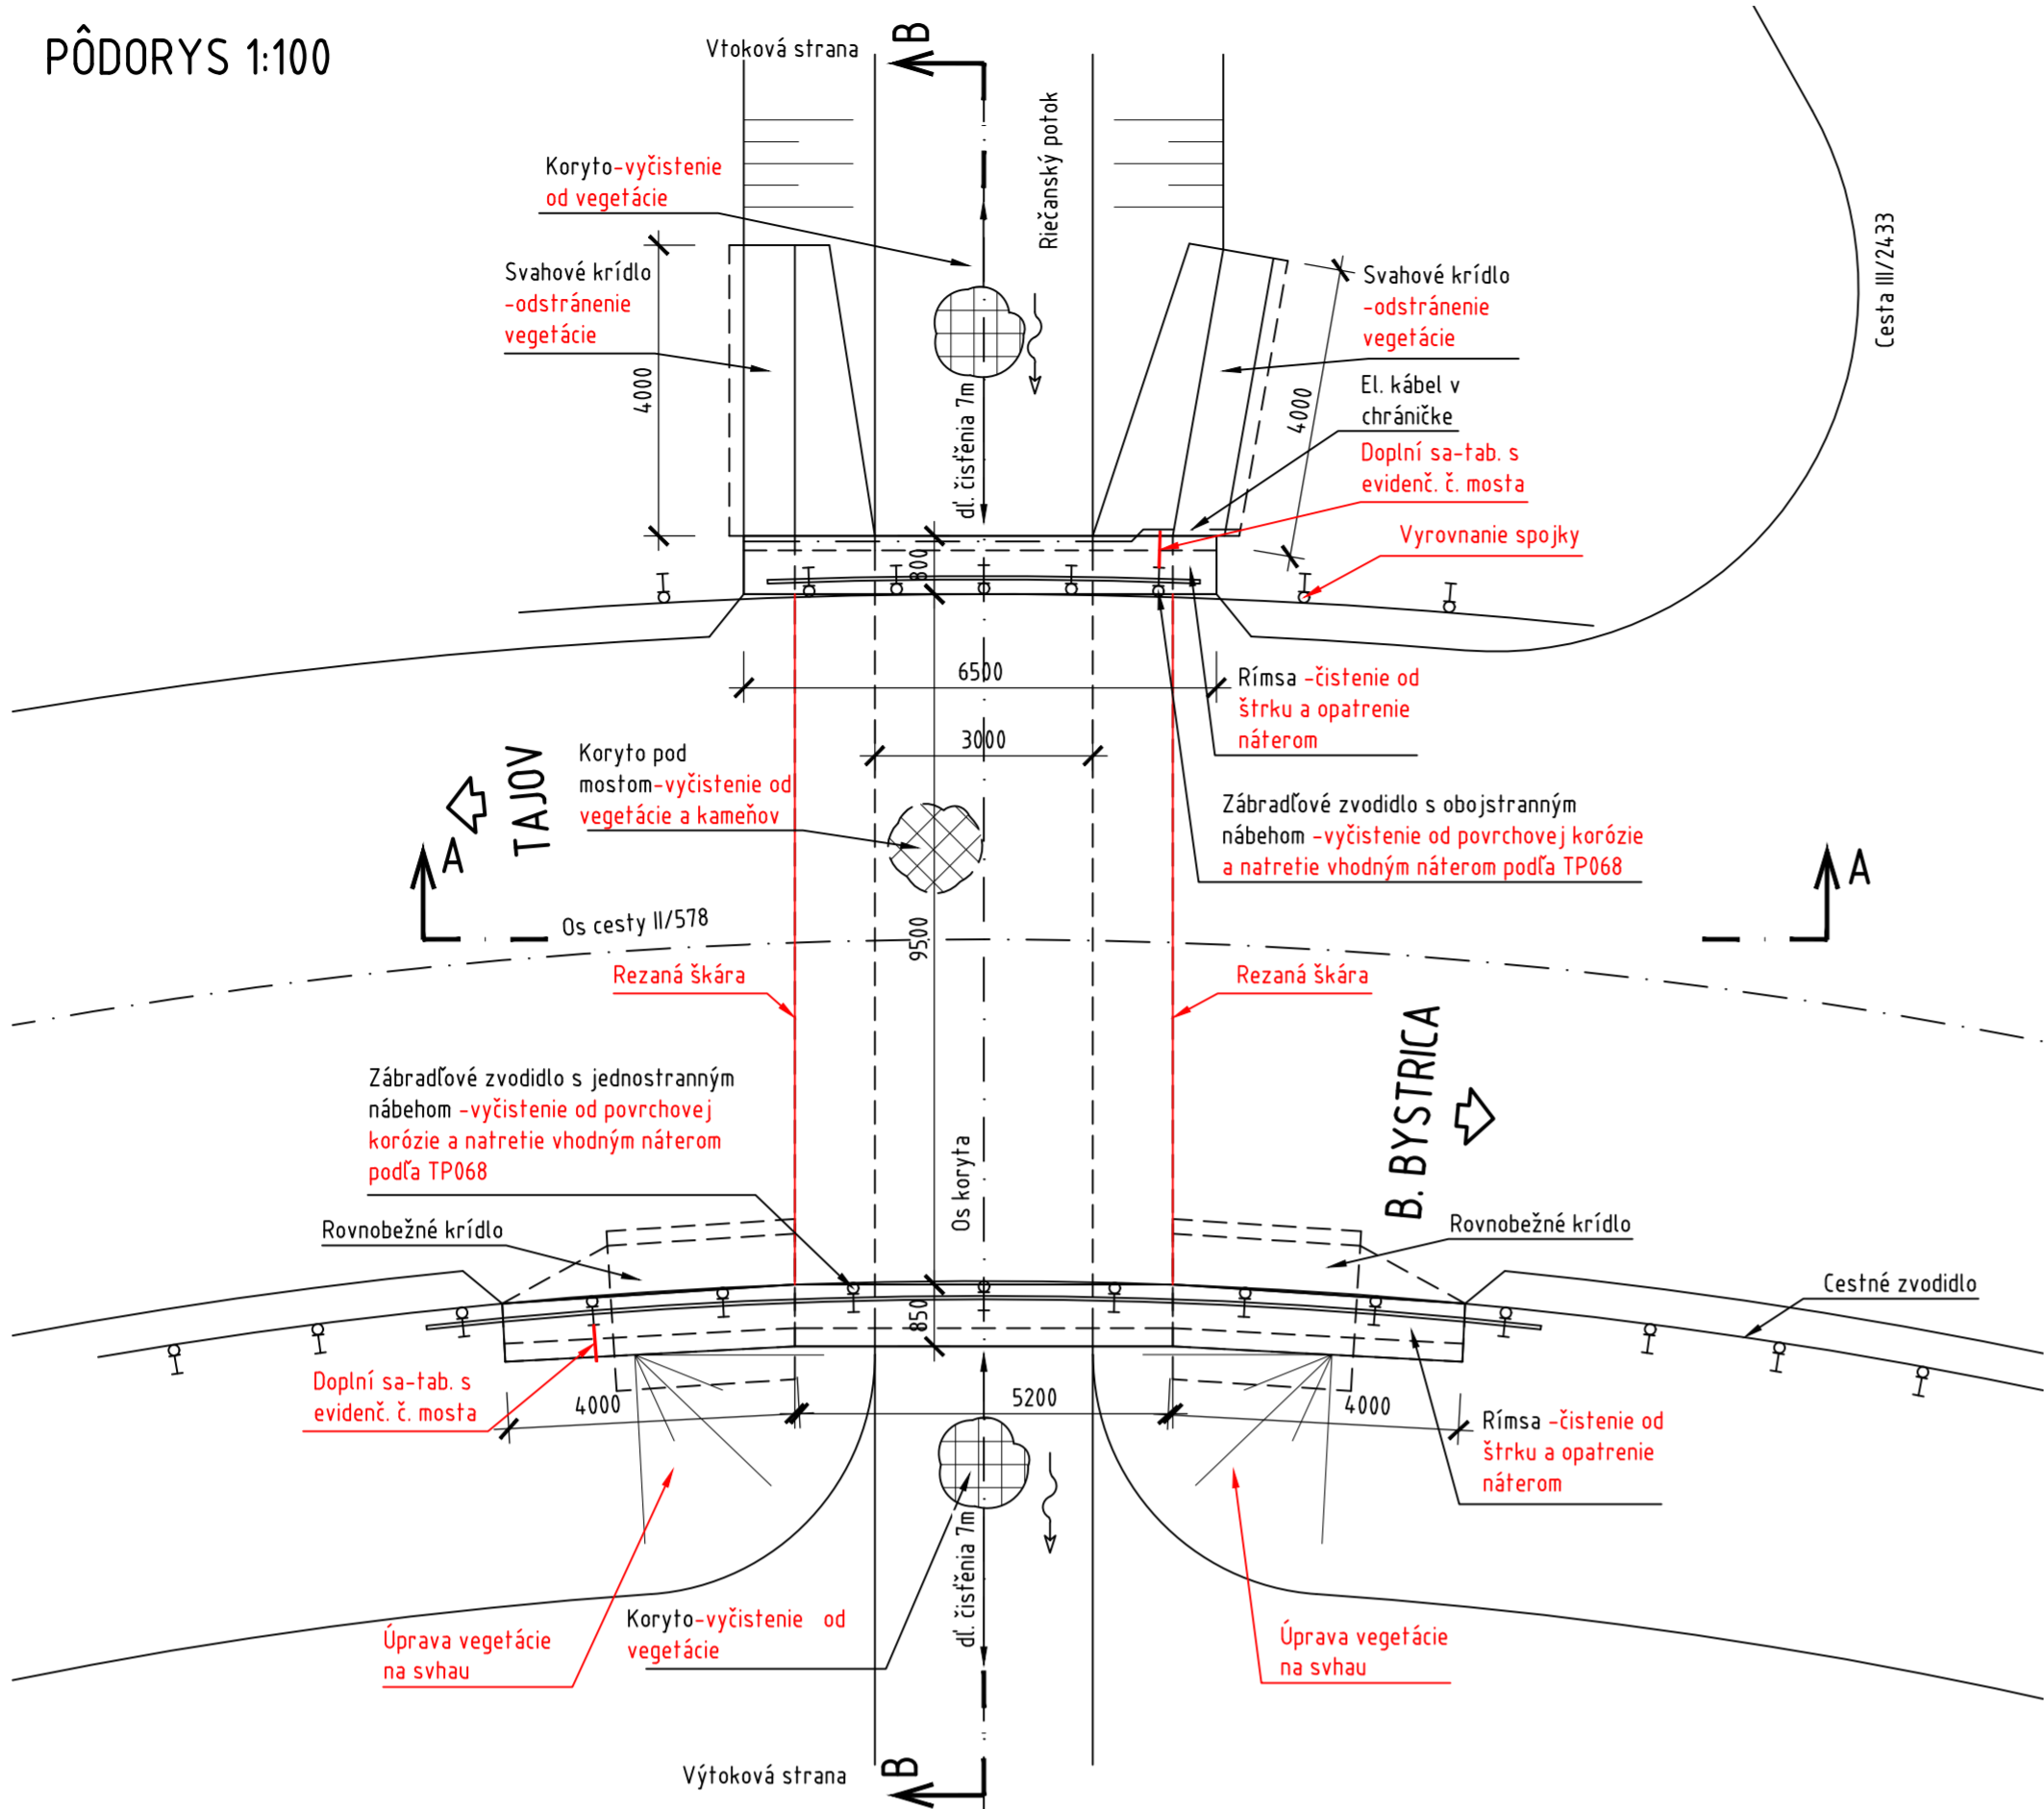 PÔDORYS 1:100
Vtoková strana
B
Riečanský potok
Koryto-vyčistenie
od vegetácie
Svahové krídlo
-odstránenie
vegetácie
4000
Svahové krídlo
-odstránenie
vegetácie
4000
Cesta III/2433
El. kábel v
chráničke
Doplní sa-tab. s
evidenč. č. mosta
Vyrovnanie spojky
dĺ. čisťěnia 7m
800
6500
Rímsa -čistenie od
štrku a opatrenie
náterom
3000
Koryto pod
mostom-vyčistenie od
vegetácie a kameňov
TAJOV
A
Zábradľové zvodidlo s obojstranným
nábehom -vyčistenie od povrchovej korózie
a natretie vhodným náterom podľa TP068
A
Os cesty II/578
9500
Rezaná škára
Rezaná škára
B. BYSTRICA
Zábradľové zvodidlo s jednostranným
nábehom -vyčistenie od povrchovej
korózie a natretie vhodným náterom
podľa TP068
Os koryta
Rovnobežné krídlo
Rovnobežné krídlo
Cestné zvodidlo
850
Doplní sa-tab. s
evidenč. č. mosta
4000
5200
4000
Rímsa -čistenie od
štrku a opatrenie
náterom
dĺ. čisťěnia 7m
Úprava vegetácie
na svhau
Koryto-vyčistenie od
vegetácie
Úprava vegetácie
na svhau
Výtoková strana
B